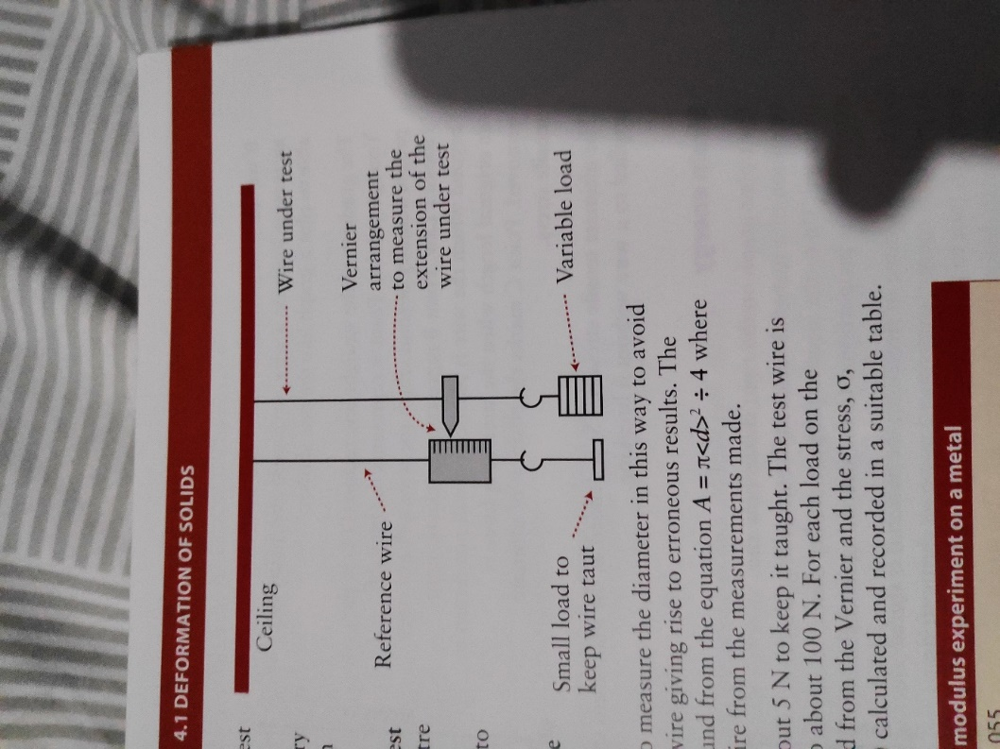 4.1 DEFORMATION OF SOLIDS
Ceiling
Wire under test
Reference wire
Vernier
arrangement
to measure the
extension of the
wire under test
Small load to
keep wire taut
Variable load
est
ry
est
tre
to
e
measure the diameter in this way to avoid
wire giving rise to erroneous results. The
und from the equation A = π<d>² ÷ 4 where
ire from the measurements made.
out 5 N to keep it taught. The test wire is
about 100 N. For each load on the
d from the Vernier and the stress, σ,
calculated and recorded in a suitable table.
modulus experiment on a metal
055